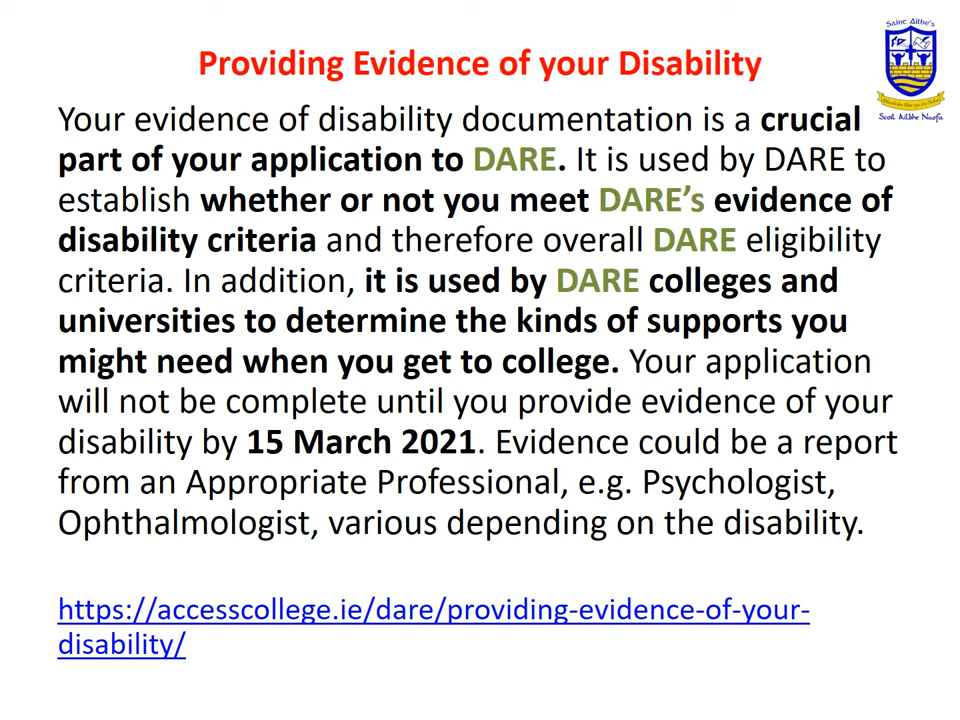 Saint Ailbe's
Providing Evidence of your Disability
Scoil Ailbhe Naofa
Your evidence of disability documentation is a crucial
part of your application to DARE. It is used by DARE to
establish whether or not you meet DARE’s evidence of
disability criteria and therefore overall DARE eligibility
criteria. In addition, it is used by DARE colleges and
universities to determine the kinds of supports you
might need when you get to college. Your application
will not be complete until you provide evidence of your
disability by 15 March 2021. Evidence could be a report
from an Appropriate Professional, e.g. Psychologist,
Ophthalmologist, various depending on the disability.
https://accesscollege.ie/dare/providing-evidence-of-your-
disability/